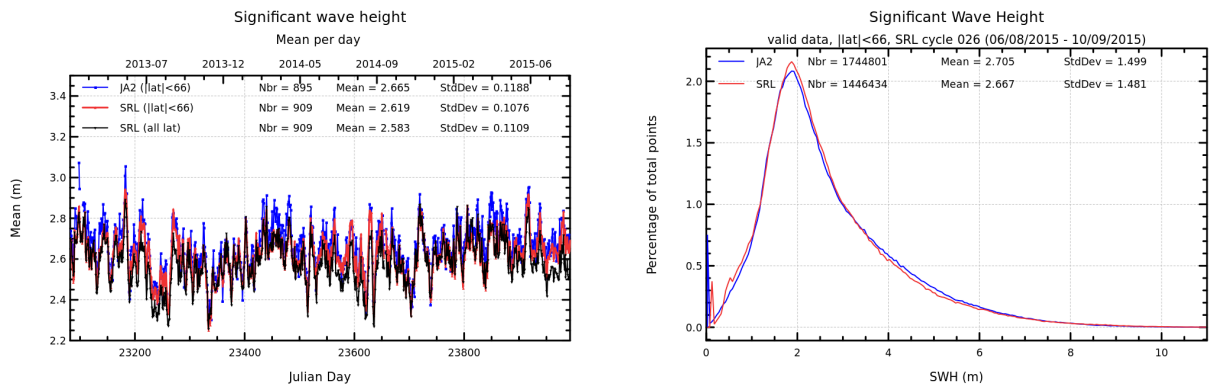 Significant wave height
Mean per day
2013-07 2013-12 2014-05 2014-09 2015-02 2015-06
3.4
3.2
3.0
2.8
2.6
2.4
2.2
JA2 (|lat|<66) Nbr = 895 Mean = 2.665 StdDev = 0.1188
SRL (|lat|<66) Nbr = 909 Mean = 2.619 StdDev = 0.1076
SRL (all lat) Nbr = 909 Mean = 2.583 StdDev = 0.1109
Mean (m)
23200 23400 23600 23800
Julian Day
Significant Wave Height
valid data, |lat|<66, SRL cycle 026 (06/08/2015 - 10/09/2015)
JA2 Nbr = 1744801 Mean = 2.705 StdDev = 1.499
SRL Nbr = 1446434 Mean = 2.667 StdDev = 1.481
2.0
1.5
1.0
0.5
0.0
Percentage of total points
0 2 4 6 8 10
SWH (m)